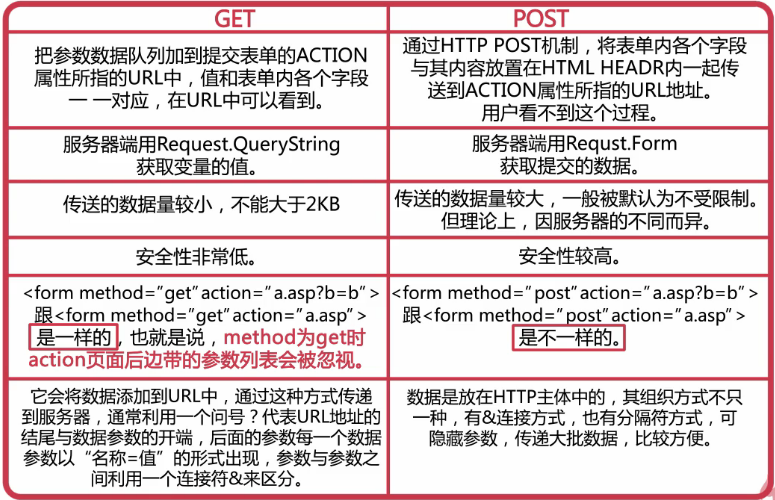 GET
POST
把参数数据队列加到提交表单的ACTION
属性所指的URL中，值和表单内各个字段
一 一对应，在URL中可以看到。
通过HTTP POST机制，将表单内各个字段
与其内容放置在HTML HEADR内一起传
送到ACTION属性所指的URL地址。
用户看不到这个过程。
服务器端用Request.QueryString
获取变量的值。
服务器端用Requst.Form
获取提交的数据。
传送的数据量较小，不能大于2KB
传送的数据量较大，一般被默认为不受限制。
但理论上，因服务器的不同而异。
安全性非常低。
安全性较高。
<form method="get"action="a.asp?b=b">
跟<form method="get"action="a.asp">
是一样的，也就是说，method为get时
action页面后边带的参数列表会被忽视。
<form method="post"action="a.asp?b=b">
跟<form method="post"action="a.asp">
是不一样的。
它会将数据添加到URL中，通过这种方式传递
到服务器，通常利用一个问号？代表URL地址的
结尾与数据参数的开端，后面的参数每一个数据
参数以“名称=值”的形式出现，参数与参数之
间利用一个连接符&来区分。
数据是放在HTTP主体中的，其组织方式不只
一种，有&连接方式，也有分隔符方式，可
隐藏参数，传递大批数据，比较方便。